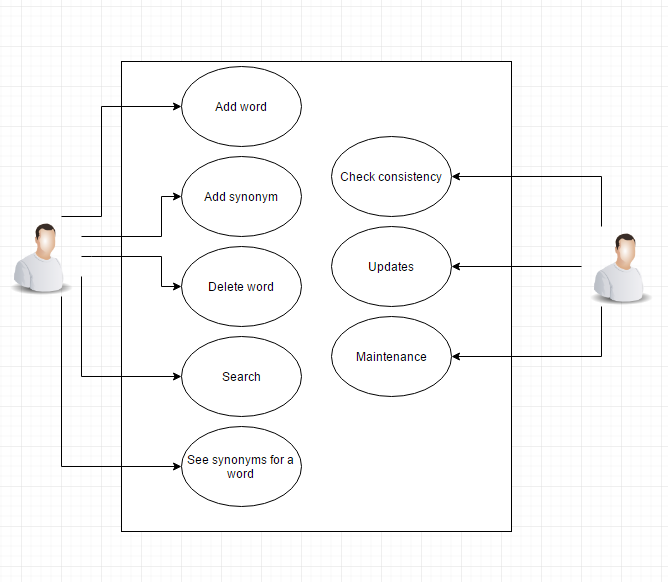 Add word
Add synonym
Delete word
Search
See synonyms for a
word
Check consistency
Updates
Maintenance